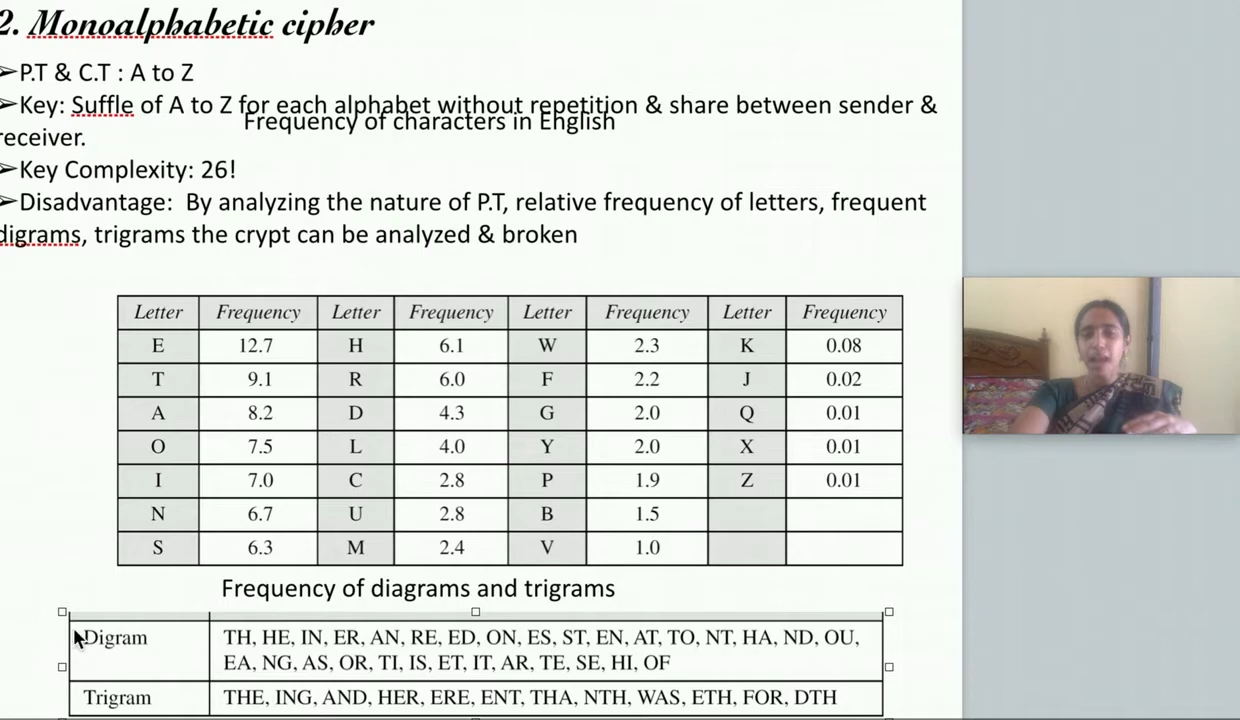 2. Monoalphabetic cipher
➢P.T & C.T : A to Z
➢Key: Suffle of A to Z for each alphabet without repetition & share between sender &
Frequency of characters in English
receiver.
➢Key Complexity: 26!
➢Disadvantage: By analyzing the nature of P.T, relative frequency of letters, frequent
digrams, trigrams the crypt can be analyzed & broken
Letter Frequency Letter Frequency Letter Frequency Letter Frequency
E 12.7 H 6.1 W 2.3 K 0.08
T 9.1 R 6.0 F 2.2 J 0.02
A 8.2 D 4.3 G 2.0 Q 0.01
O 7.5 L 4.0 Y 2.0 X 0.01
I 7.0 C 2.8 P 1.9 Z 0.01
N 6.7 U 2.8 B 1.5
S 6.3 M 2.4 V 1.0
Frequency of diagrams and trigrams
Digram TH, HE, IN, ER, AN, RE, ED, ON, ES, ST, EN, AT, TO, NT, HA, ND, OU,
EA, NG, AS, OR, TI, IS, ET, IT, AR, TE, SE, HI, OF
Trigram THE, ING, AND, HER, ERE, ENT, THA, NTH, WAS, ETH, FOR, DTH